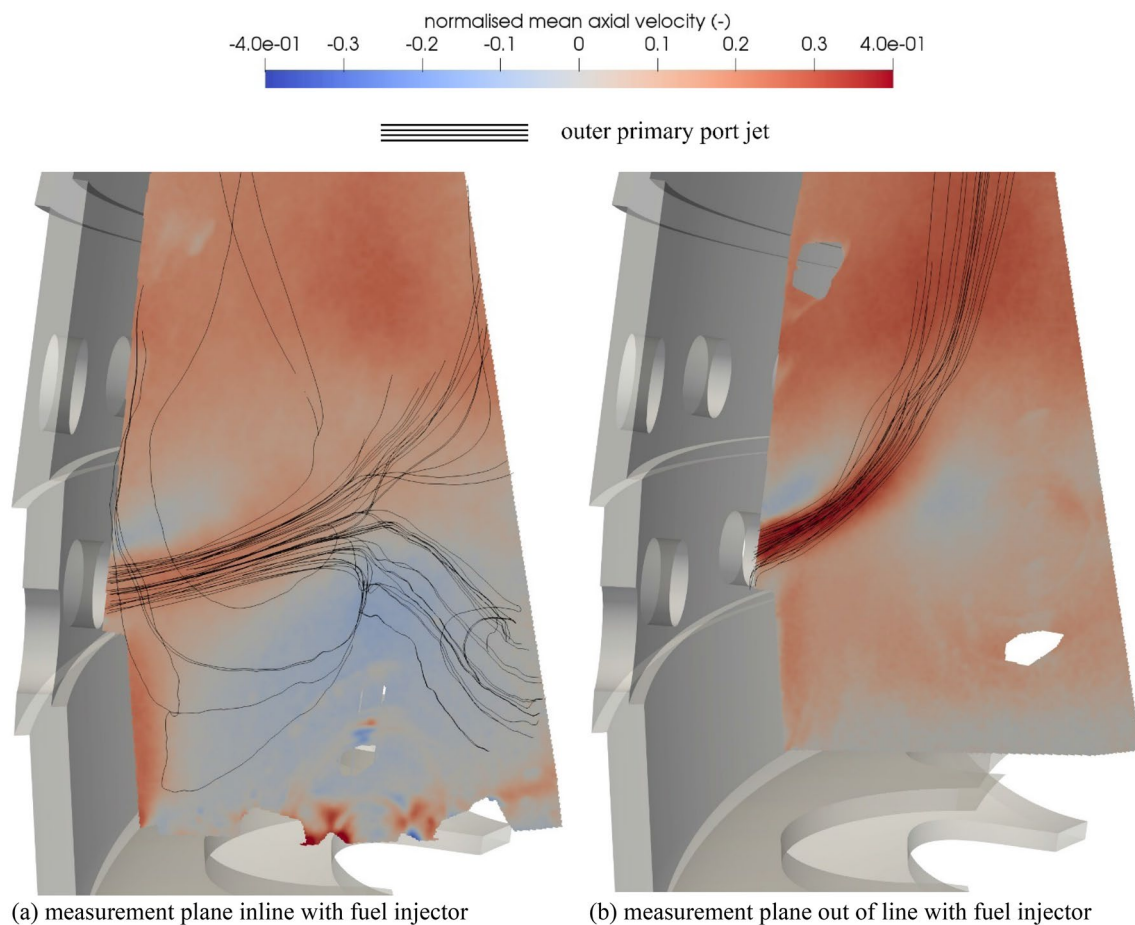 normalised mean axial velocity (-)
-4.0e-01 -0.3 -0.2 -0.1 0 0.1 0.2 0.3 4.0e-01
outer primary port jet
(a) measurement plane inline with fuel injector
(b) measurement plane out of line with fuel injector